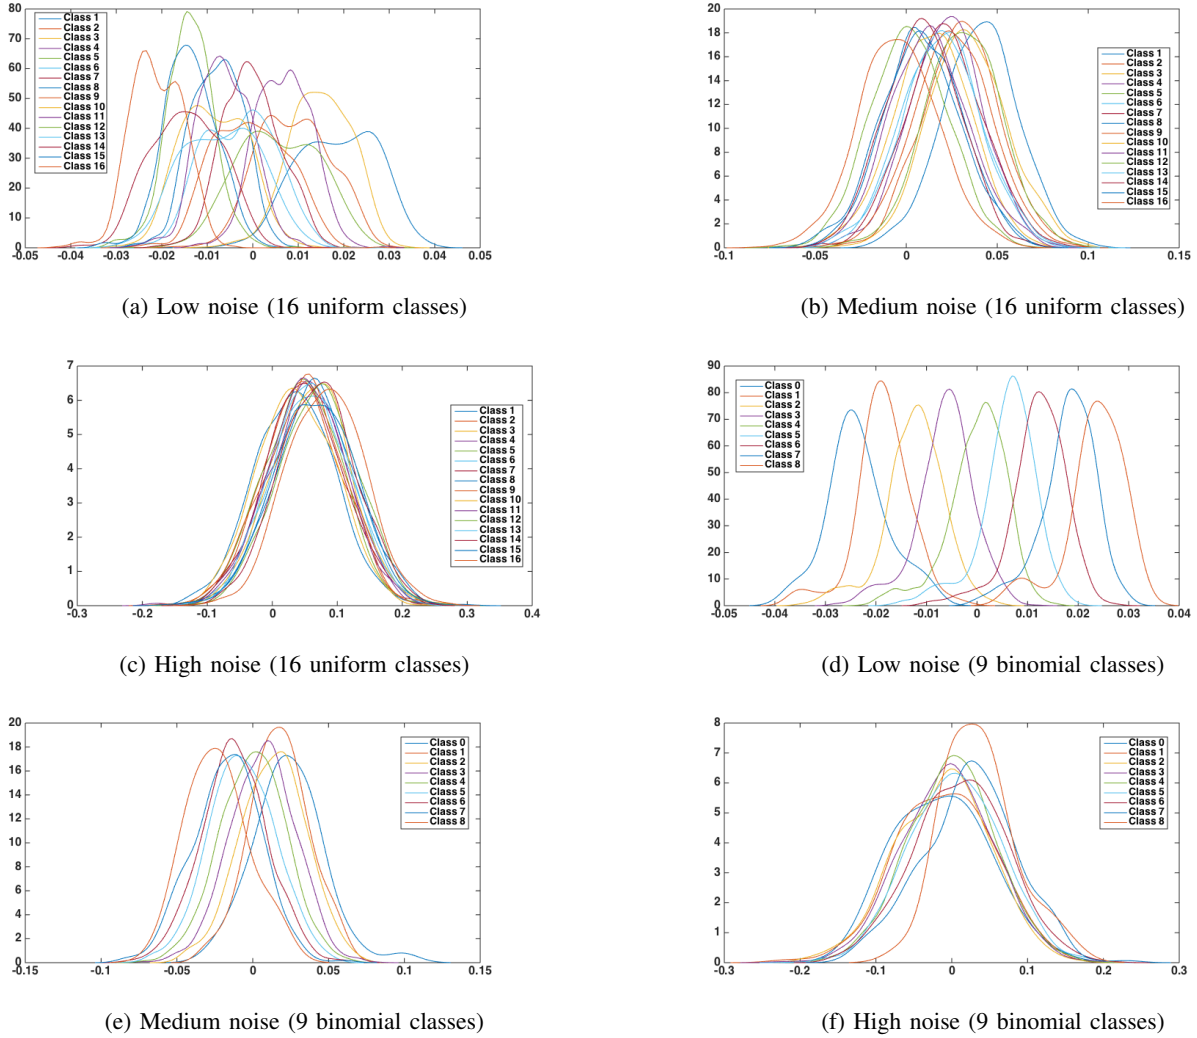 80
70
60
50
40
30
20
10
0
-0.05 -0.04 -0.03 -0.02 -0.01 0 0.01 0.02 0.03 0.04 0.05
Class 1
Class 2
Class 3
Class 4
Class 5
Class 6
Class 7
Class 8
Class 9
Class 10
Class 11
Class 12
Class 13
Class 14
Class 15
Class 16
(a) Low noise (16 uniform classes)
20
18
16
14
12
10
8
6
4
2
0
-0.1 -0.05 0 0.05 0.1 0.15
Class 1
Class 2
Class 3
Class 4
Class 5
Class 6
Class 7
Class 8
Class 9
Class 10
Class 11
Class 12
Class 13
Class 14
Class 15
Class 16
(b) Medium noise (16 uniform classes)
7
6
5
4
3
2
1
0
-0.3 -0.2 -0.1 0 0.1 0.2 0.3 0.4
Class 1
Class 2
Class 3
Class 4
Class 5
Class 6
Class 7
Class 8
Class 9
Class 10
Class 11
Class 12
Class 13
Class 14
Class 15
Class 16
(c) High noise (16 uniform classes)
90
80
70
60
50
40
30
20
10
0
-0.05 -0.04 -0.03 -0.02 -0.01 0 0.01 0.02 0.03 0.04
Class 0
Class 1
Class 2
Class 3
Class 4
Class 5
Class 6
Class 7
Class 8
(d) Low noise (9 binomial classes)
20
18
16
14
12
10
8
6
4
2
0
-0.15 -0.1 -0.05 0 0.05 0.1 0.15
Class 0
Class 1
Class 2
Class 3
Class 4
Class 5
Class 6
Class 7
Class 8
(e) Medium noise (9 binomial classes)
8
7
6
5
4
3
2
1
0
-0.3 -0.2 -0.1 0 0.1 0.2 0.3
Class 0
Class 1
Class 2
Class 3
Class 4
Class 5
Class 6
Class 7
Class 8
(f) High noise (9 binomial classes)